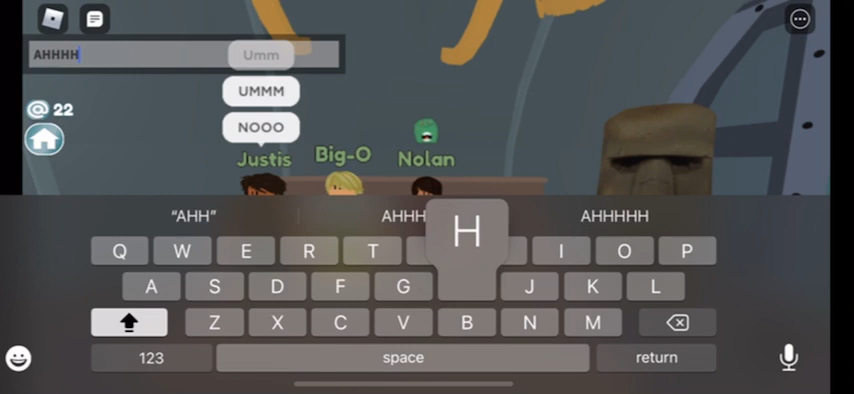 AHHHH
Umm
UMMM
NOOO
@ 22
Justis Big-O Nolan
“AHH” AHHH AHHHHH
H
Q W E R T I O P
A S D F G J K L
Z X C V B N M
123 space return